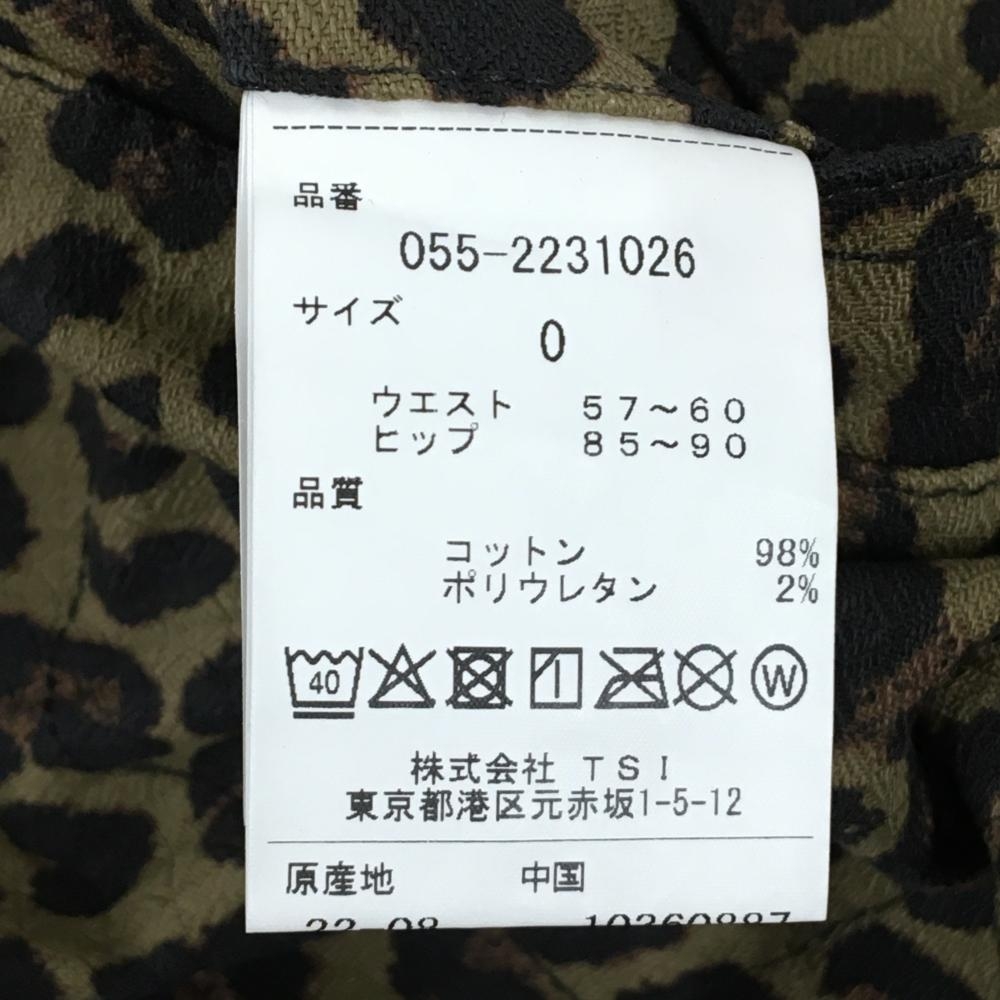 品番
055-2231026
サイズ
0
ウエスト 57～60
ヒップ 85～90
品質
コットン 98%
ポリウレタン 2%
40 W
株式会社 TSI
東京都港区元赤坂1-5-12
原産地 中国